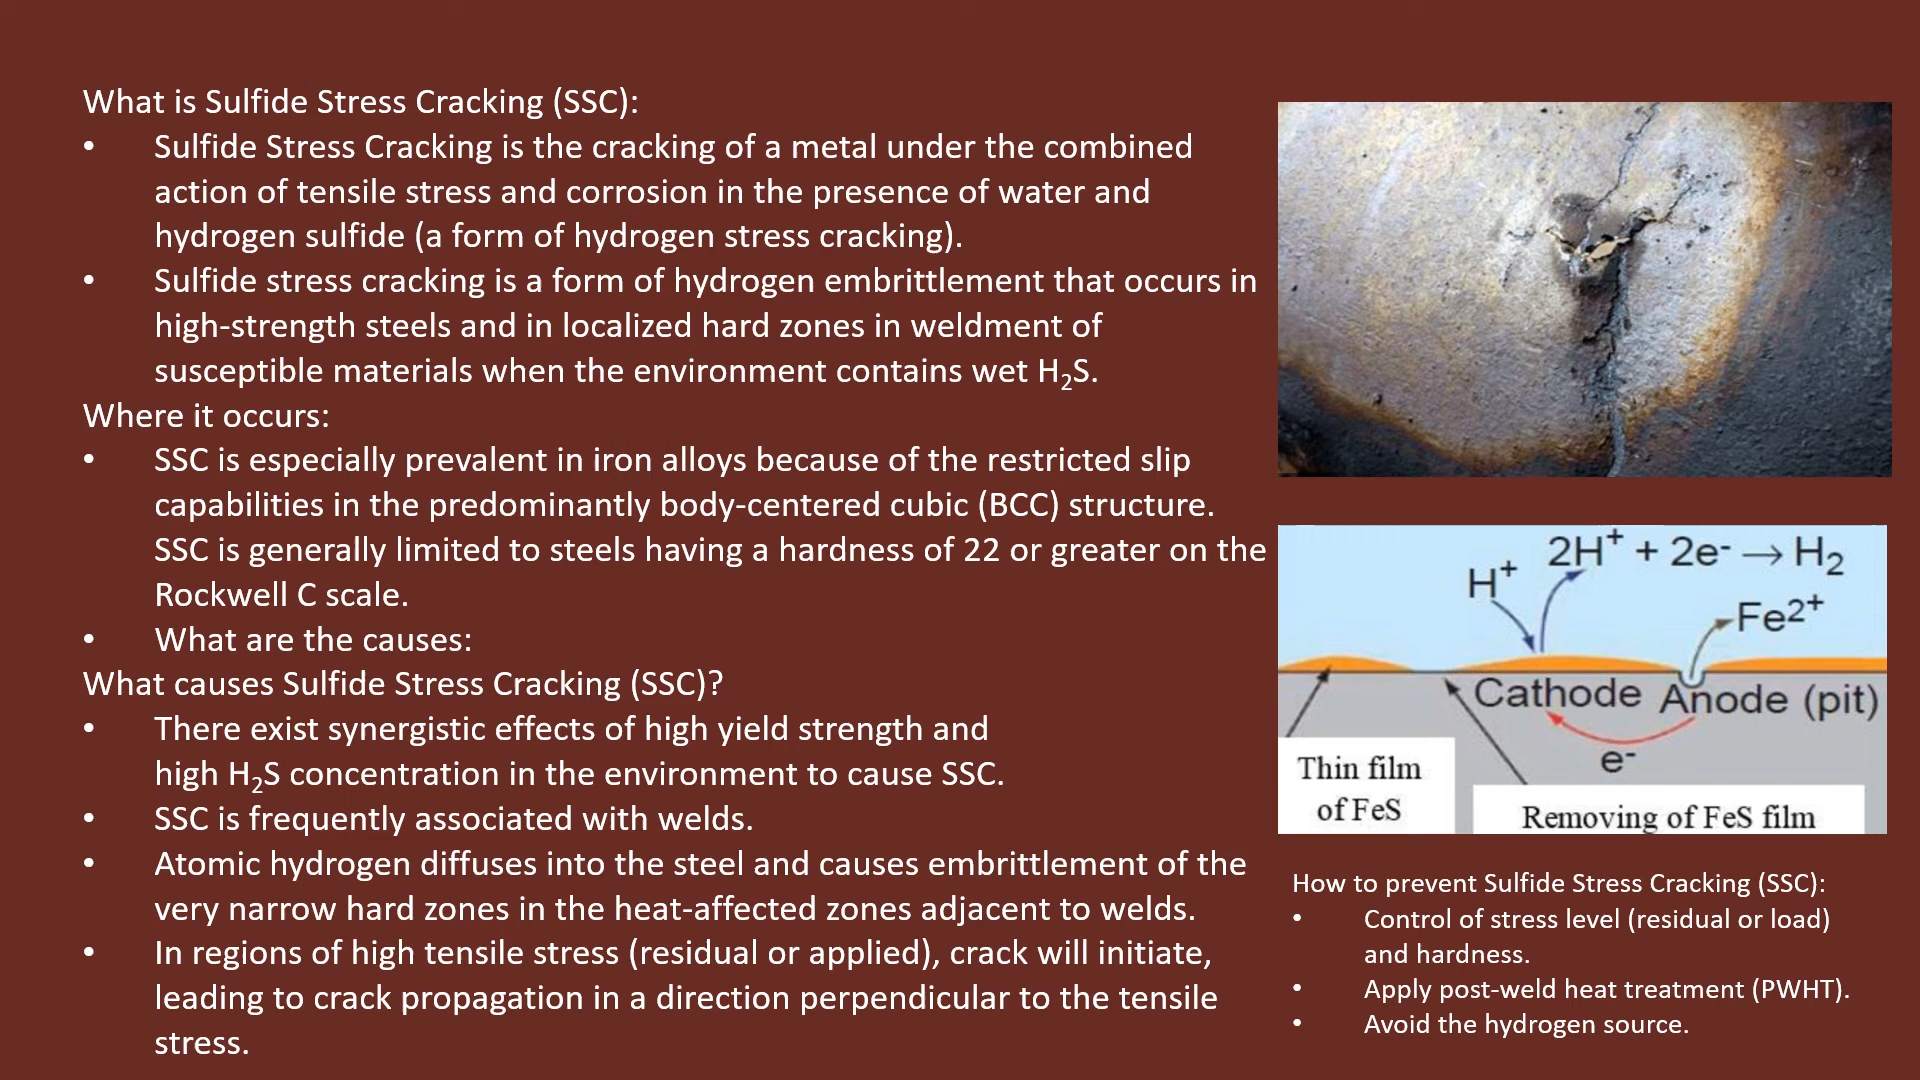 What is Sulfide Stress Cracking (SSC):
• Sulfide Stress Cracking is the cracking of a metal under the combined
action of tensile stress and corrosion in the presence of water and
hydrogen sulfide (a form of hydrogen stress cracking).
• Sulfide stress cracking is a form of hydrogen embrittlement that occurs in
high-strength steels and in localized hard zones in weldment of
susceptible materials when the environment contains wet H₂S.
Where it occurs:
• SSC is especially prevalent in iron alloys because of the restricted slip
capabilities in the predominantly body-centered cubic (BCC) structure.
SSC is generally limited to steels having a hardness of 22 or greater on the
Rockwell C scale.
• What are the causes:
What causes Sulfide Stress Cracking (SSC)?
• There exist synergistic effects of high yield strength and
high H₂S concentration in the environment to cause SSC.
• SSC is frequently associated with welds.
• Atomic hydrogen diffuses into the steel and causes embrittlement of the
very narrow hard zones in the heat-affected zones adjacent to welds.
• In regions of high tensile stress (residual or applied), crack will initiate,
leading to crack propagation in a direction perpendicular to the tensile
stress.
2H⁺ + 2e⁻ → H₂
H⁺
Fe²⁺
Cathode Anode (pit)
e⁻
Thin film
of FeS
Removing of FeS film
How to prevent Sulfide Stress Cracking (SSC):
• Control of stress level (residual or load)
and hardness.
• Apply post-weld heat treatment (PWHT).
• Avoid the hydrogen source.